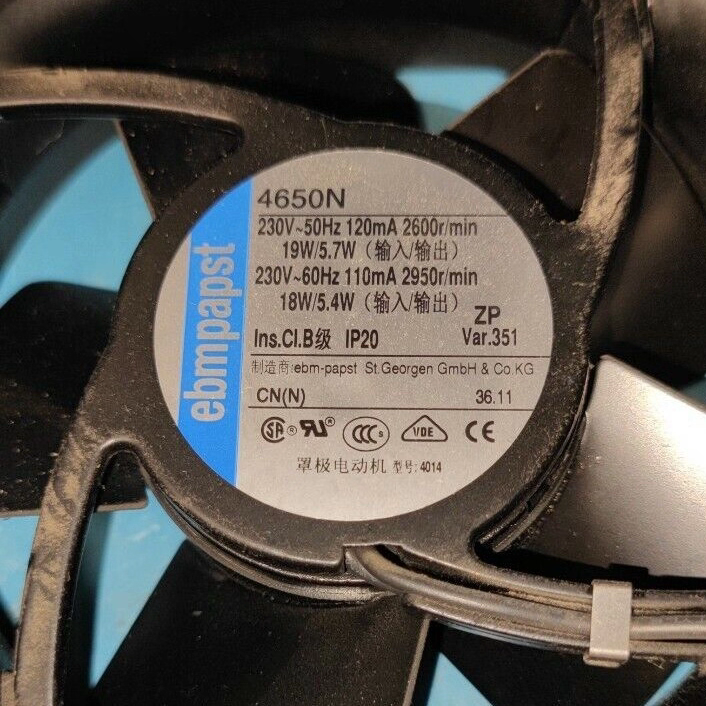 4650N
230V~50Hz 120mA 2600r/min
19W/5.7W（输入/输出）
230V~60Hz 110mA 2950r/min
18W/5.4W（输入/输出）
ZP
Ins.Cl.B级 IP20 Var.351
制造商:ebm-papst St.Georgen GmbH & Co.KG
CN(N) 36.11
SA® RU® CCC S VDE CE
罩极电动机 型号: 4014
ebmpapst